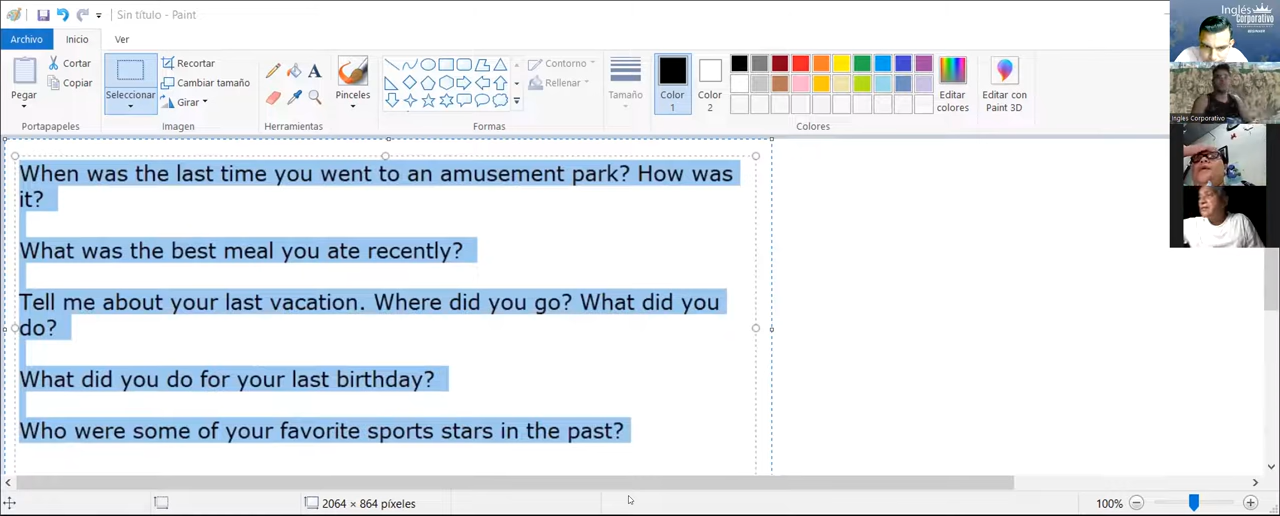 Sin título - Paint
Archivo
Inicio
Ver
Pegar
Cortar
Copiar
Portapapeles
Seleccionar
Recortar
Cambiar tamaño
Girar
Imagen
A
Herramientas
Pinceles
Contorno
Rellenar
Formas
Tamaño
Color
1
Color
2
Editar
colores
Editar con
Paint 3D
Colores
Inglés
Corporativo
BEGINNER
Inglés Corporativo
When was the last time you went to an amusement park? How was
it?
What was the best meal you ate recently?
Tell me about your last vacation. Where did you go? What did you
do?
What did you do for your last birthday?
Who were some of your favorite sports stars in the past?
2064 × 864 píxeles
100%